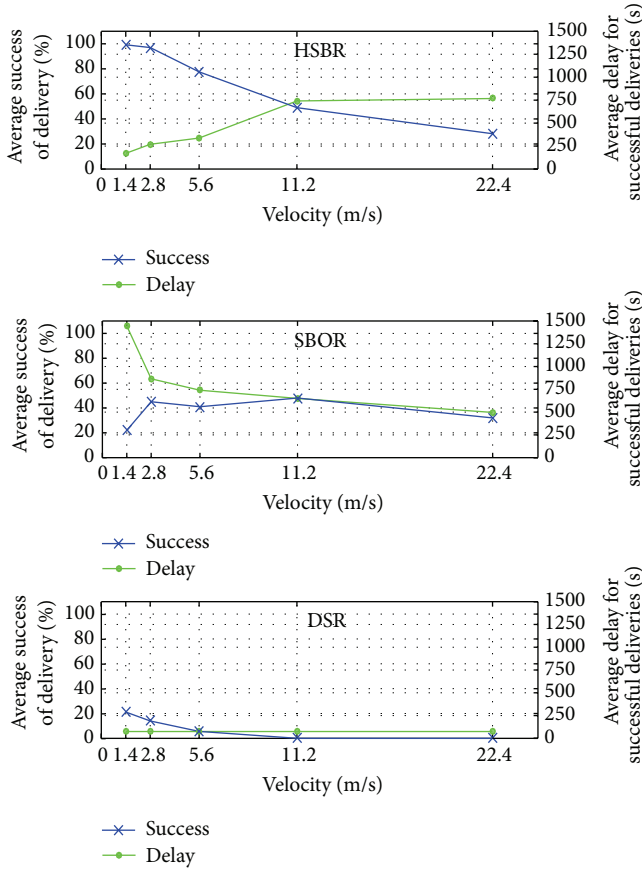 HSBR
Average success
of delivery (%)
100
80
60
40
20
0
1500
1250
1000
750
500
250
0
Average delay for
successful deliveries (s)
0 1.4 2.8 5.6 11.2 22.4
Velocity (m/s)
Success
Delay
SBOR
Average success
of delivery (%)
100
80
60
40
20
0
1500
1250
1000
750
500
250
0
Average delay for
successful deliveries (s)
0 1.4 2.8 5.6 11.2 22.4
Velocity (m/s)
Success
Delay
DSR
Average success
of delivery (%)
100
80
60
40
20
0
1500
1250
1000
750
500
250
0
Average delay for
successful deliveries (s)
0 1.4 2.8 5.6 11.2 22.4
Velocity (m/s)
Success
Delay